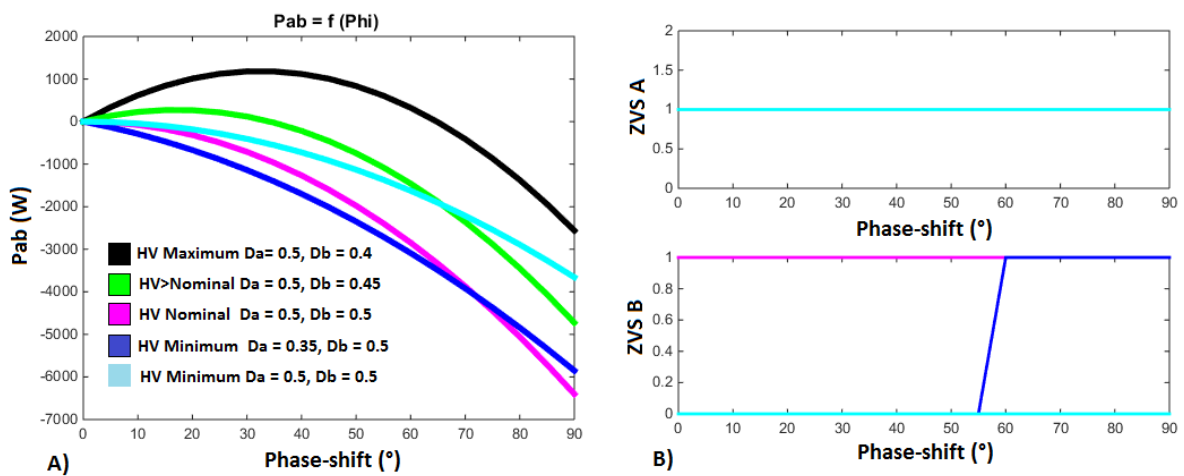 Pab = f (Phi)
Pab (W)
2000
1000
0
-1000
-2000
-3000
-4000
-5000
-6000
-7000
HV Maximum Da= 0.5, Db = 0.4
HV>Nominal Da = 0.5, Db = 0.45
HV Nominal Da = 0.5, Db = 0.5
HV Minimum Da = 0.35, Db = 0.5
HV Minimum Da = 0.5, Db = 0.5
0 10 20 30 40 50 60 70 80 90
Phase-shift (°)
A)
ZVS A
2
1.5
1
0.5
0
0 10 20 30 40 50 60 70 80 90
Phase-shift (°)
ZVS B
1
0.8
0.6
0.4
0.2
0
0 10 20 30 40 50 60 70 80 90
Phase-shift (°)
B)